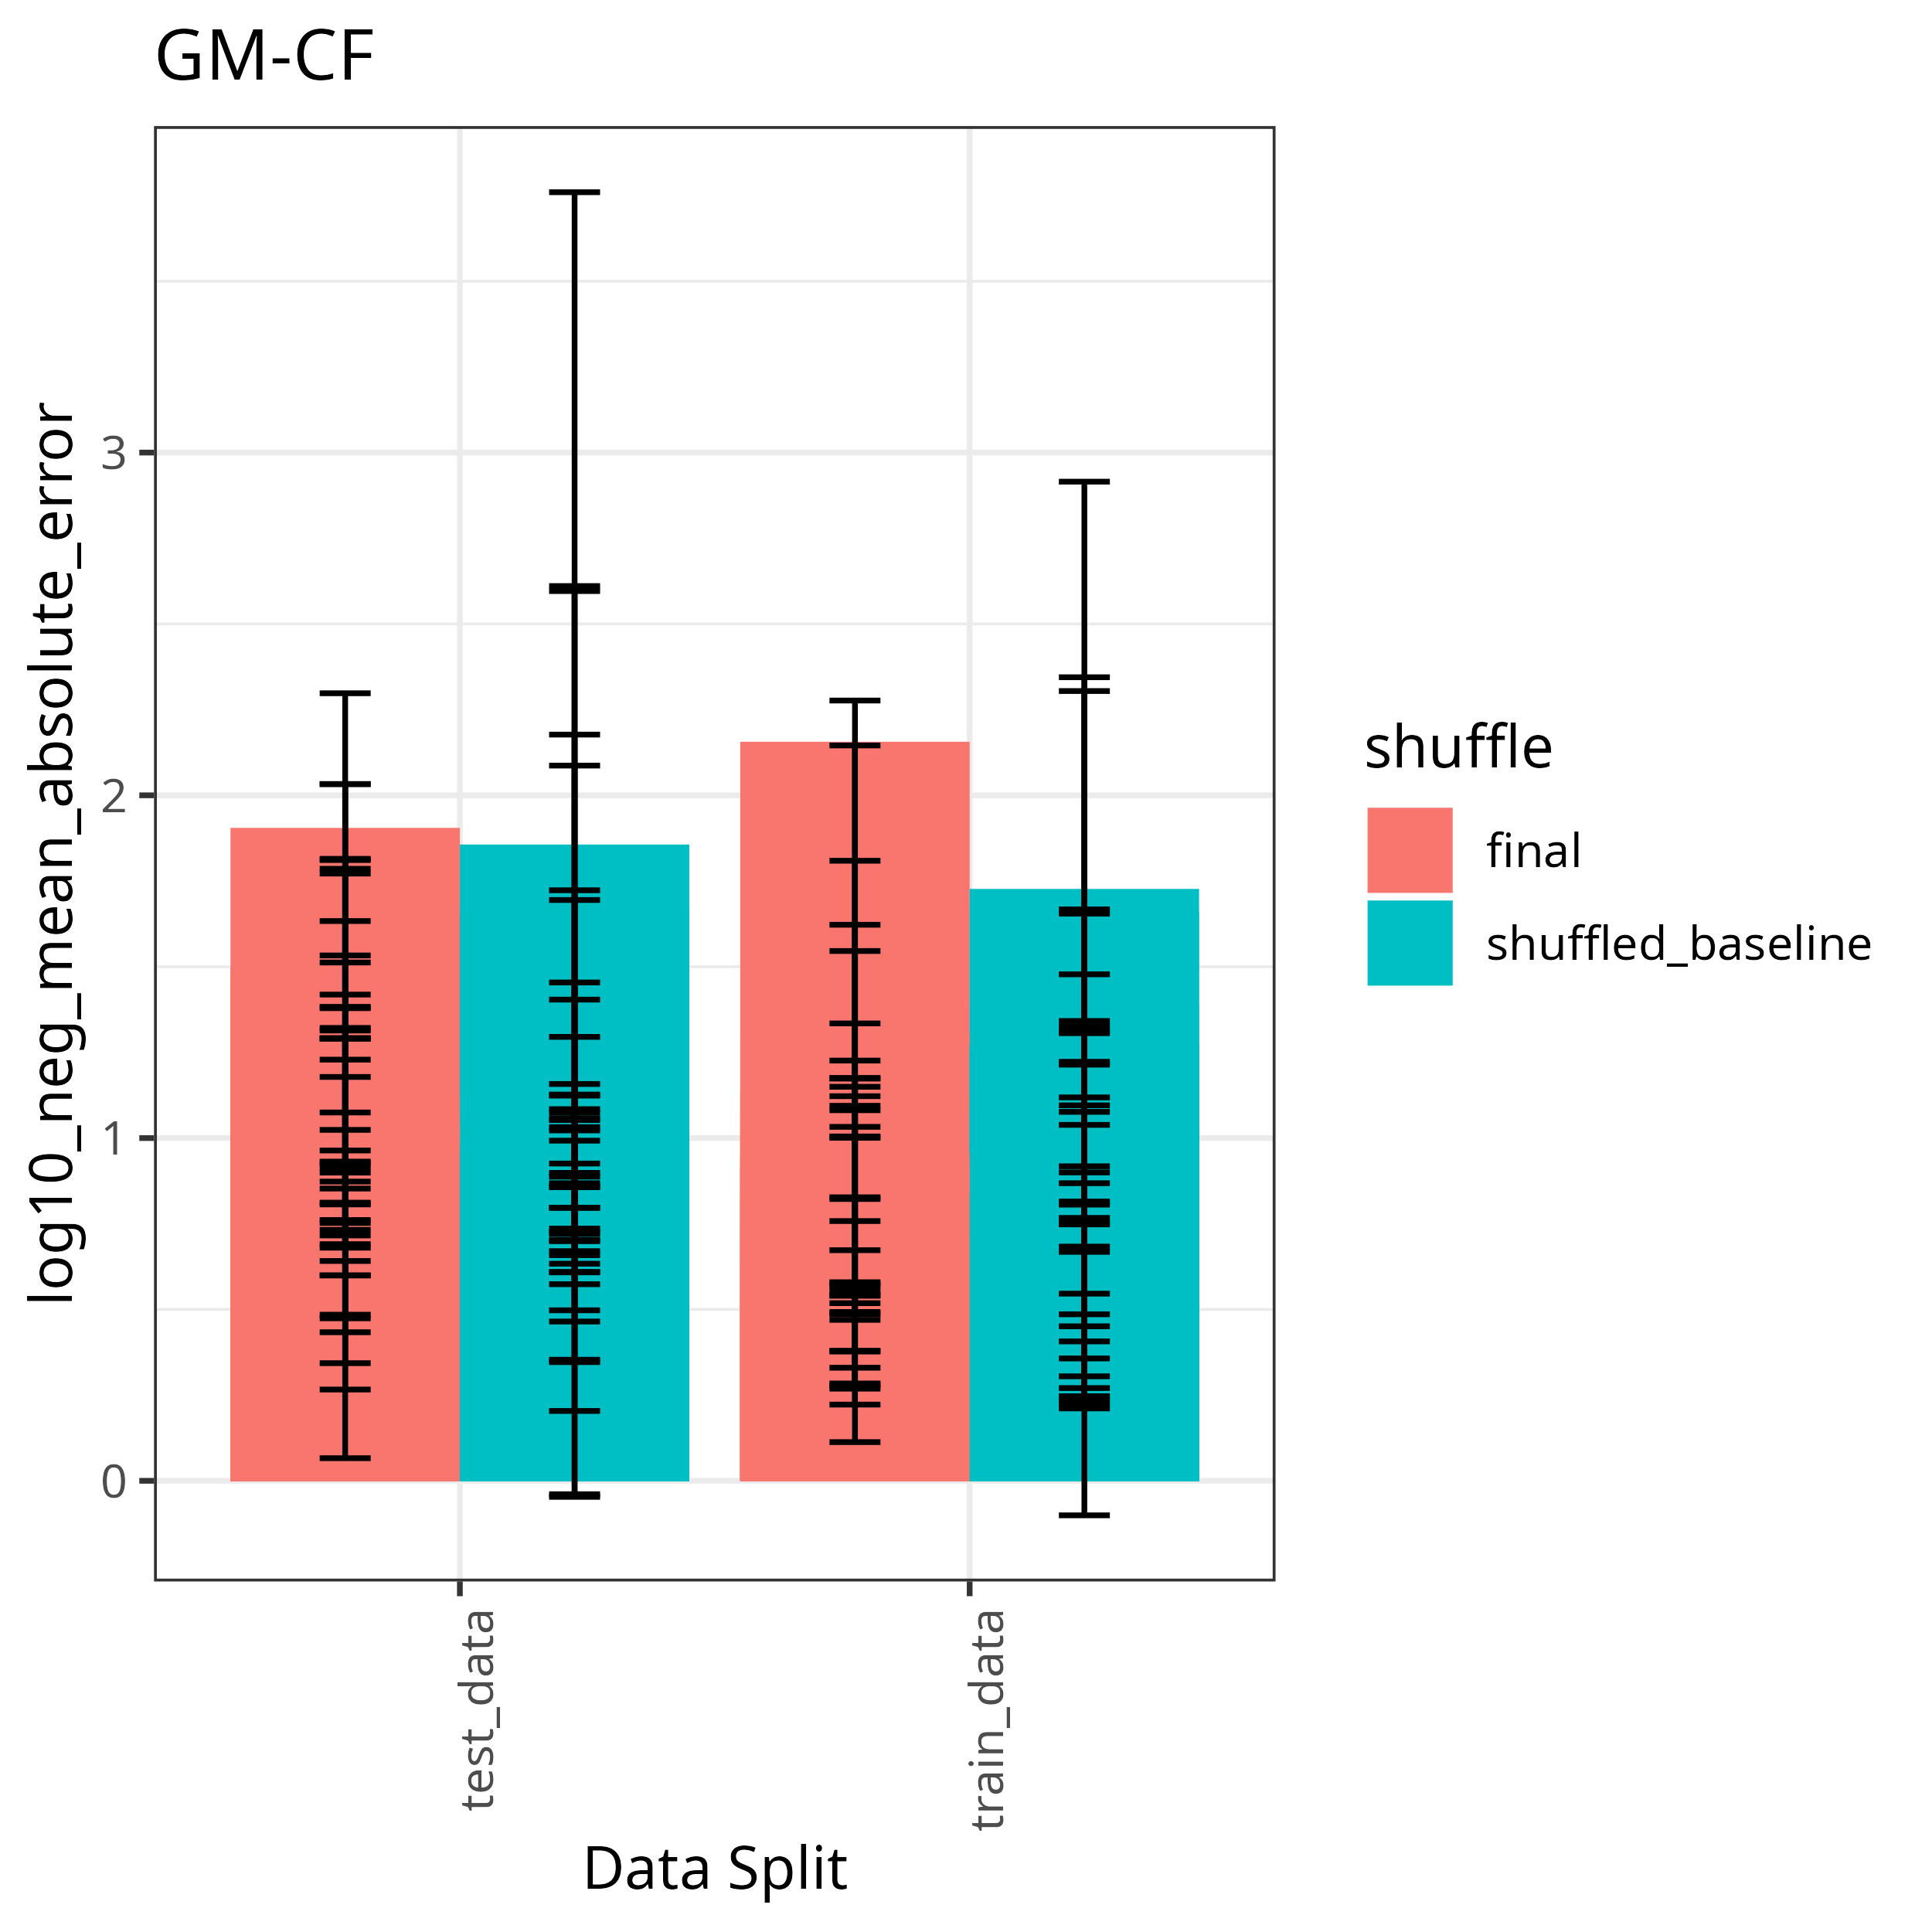 GM-CF
log10_neg_mean_absolute_error
3
2
1
0
test_data
train_data
Data Split
shuffle
final
shuffled_baseline